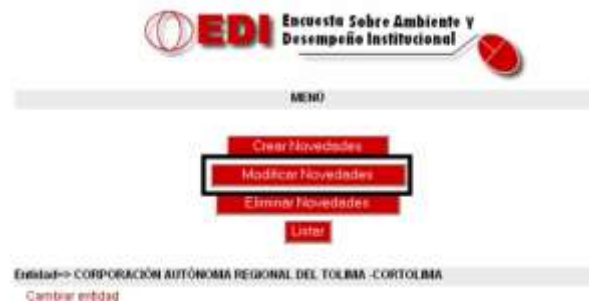 EDI Encuesta Sobre Ambiente Y
Desempeño Institucional
MENÚ
Crear Novedades
Modificar Novedades
Eliminar Novedades
Listar
Entidad=> CORPORACIÓN AUTÓNOMA REGIONAL DEL TOLIMA -CORTOLIMA
Cambiar entidad